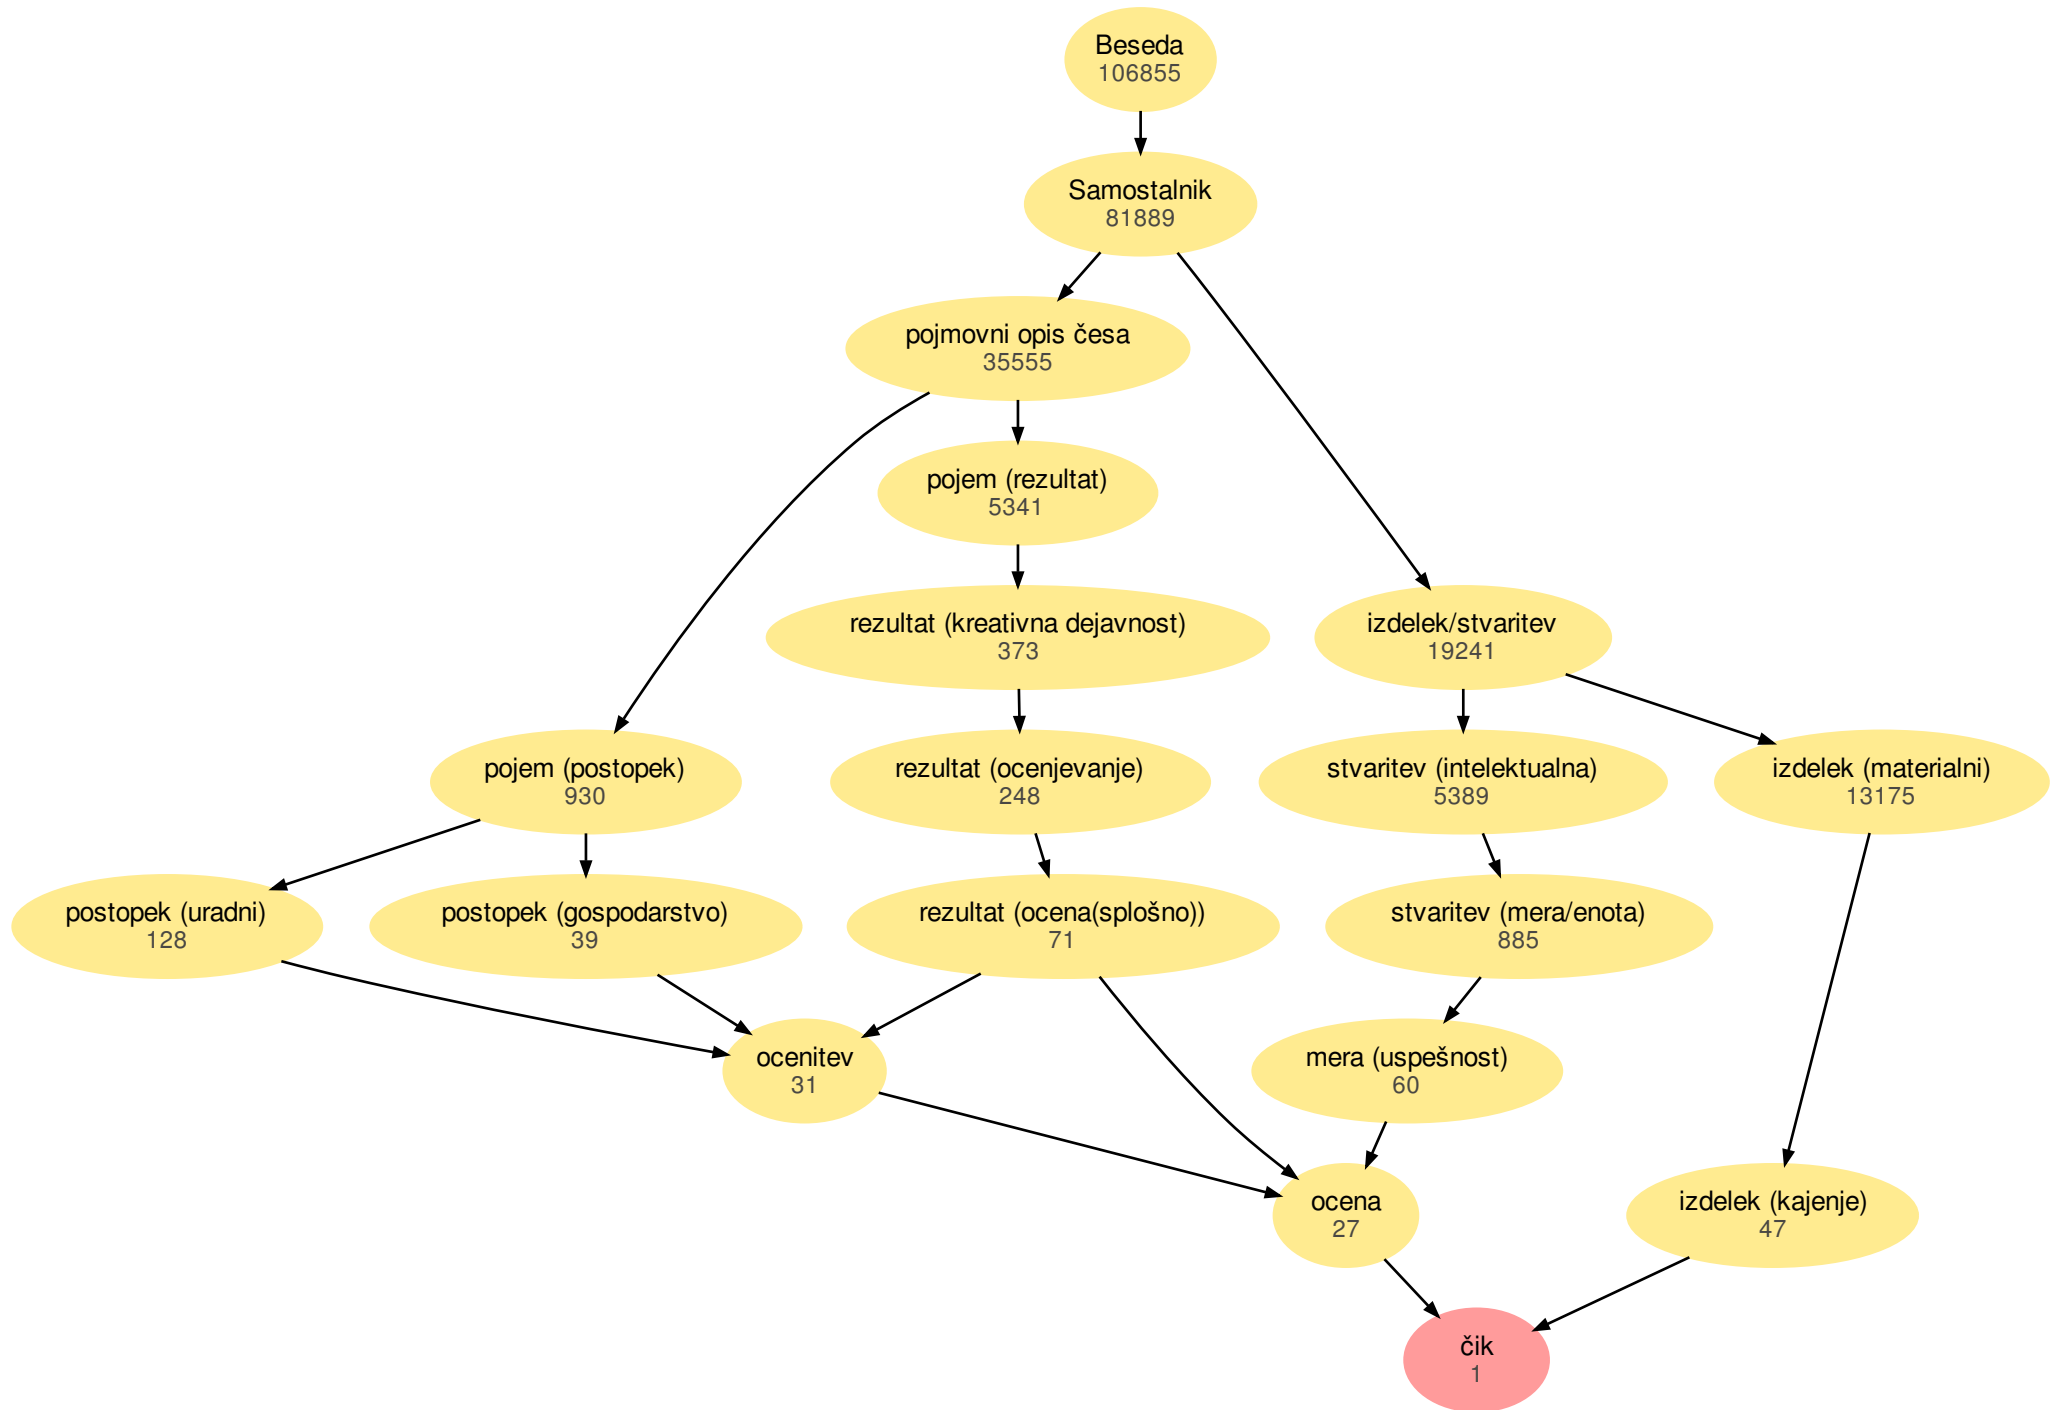 Beseda
106855
Samostalnik
81889
pojmovni opis česa
35555
pojem (rezultat)
5341
rezultat (kreativna dejavnost)
373
izdelek/stvaritev
19241
pojem (postopek)
930
rezultat (ocenjevanje)
248
stvaritev (intelektualna)
5389
izdelek (materialni)
13175
postopek (uradni)
128
postopek (gospodarstvo)
39
rezultat (ocena(splošno))
71
stvaritev (mera/enota)
885
ocenitev
31
mera (uspešnost)
60
ocena
27
izdelek (kajenje)
47
čik
1